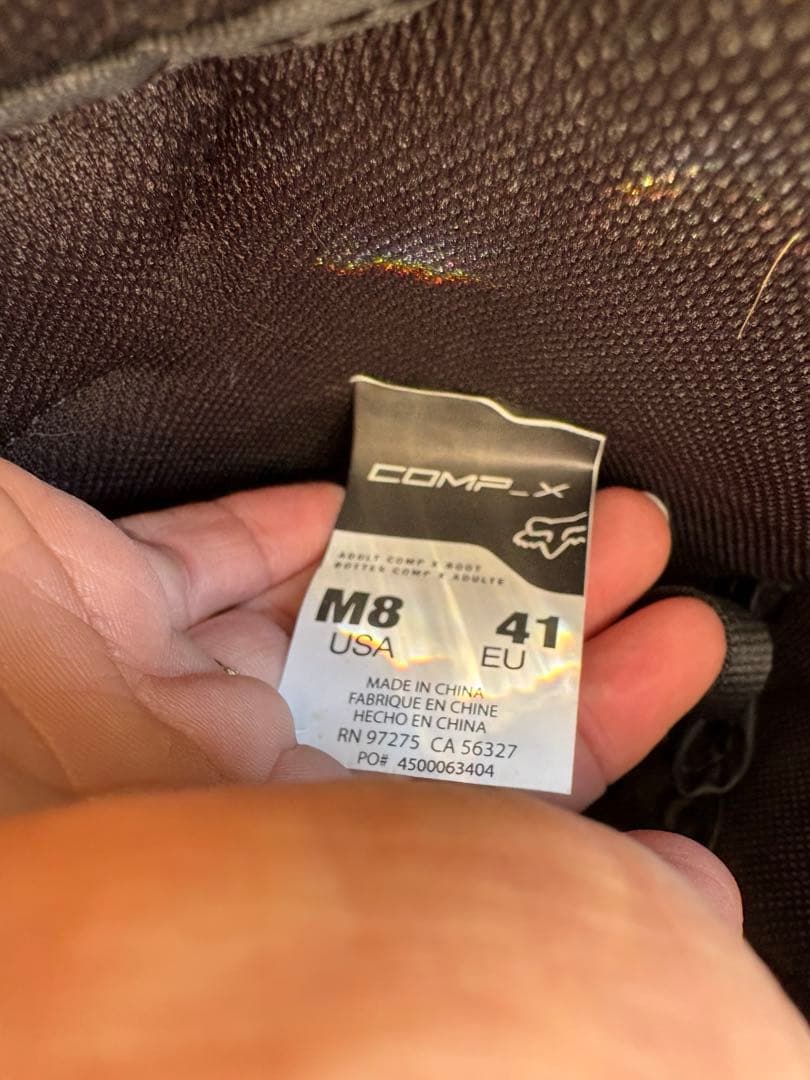 COMP_X
ADULT COMP X BOOT
BOTTES COMP X ADULTE
M8 41
USA EU
MADE IN CHINA
FABRIQUE EN CHINE
HECHO EN CHINA
RN 97275 CA 56327
PO# 4500063404